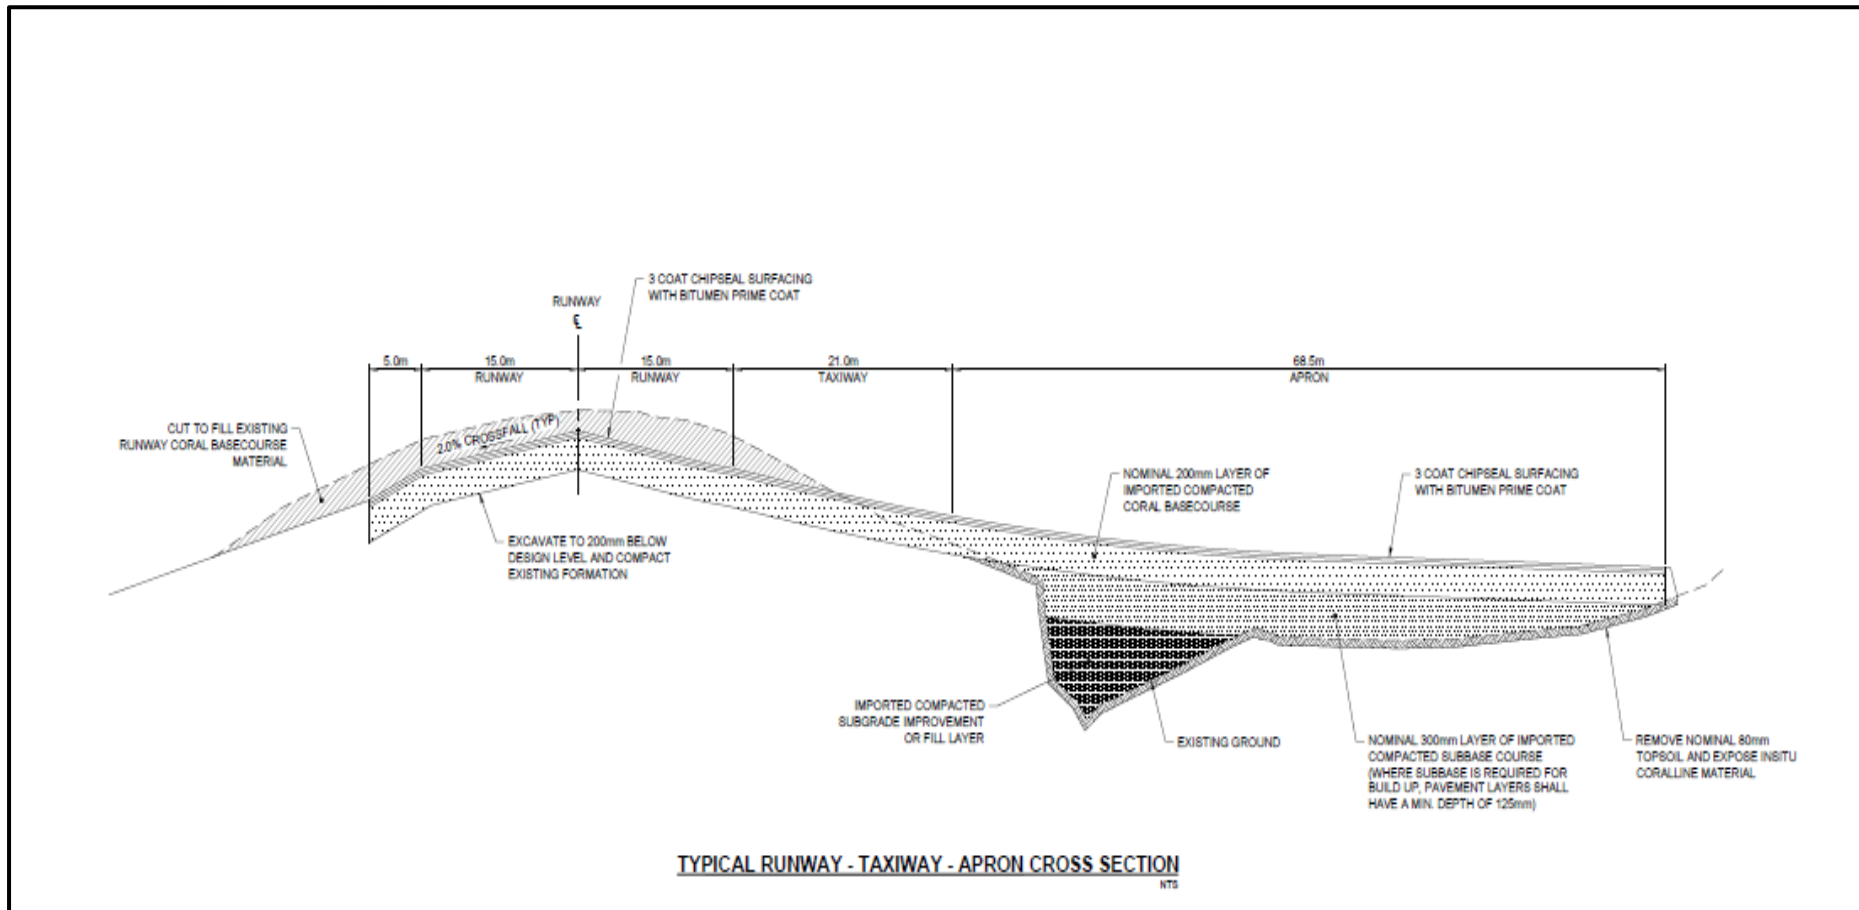 3 COAT CHIPSEAL SURFACING
WITH BITUMEN PRIME COAT
RUNWAY
℄
5.0m
15.0m
RUNWAY
15.0m
RUNWAY
21.0m
TAXIWAY
68.5m
APRON
CUT TO FILL EXISTING
RUNWAY CORAL BASECOURSE
MATERIAL
2.0% CROSSFALL (TYP)
NOMINAL 200mm LAYER OF
IMPORTED COMPACTED
CORAL BASECOURSE
3 COAT CHIPSEAL SURFACING
WITH BITUMEN PRIME COAT
EXCAVATE TO 200mm BELOW
DESIGN LEVEL AND COMPACT
EXISTING FORMATION
IMPORTED COMPACTED
SUBGRADE IMPROVEMENT
OR FILL LAYER
EXISTING GROUND
NOMINAL 300mm LAYER OF IMPORTED
COMPACTED SUBBASE COURSE
(WHERE SUBBASE IS REQUIRED FOR
BUILD UP, PAVEMENT LAYERS SHALL
HAVE A MIN. DEPTH OF 125mm)
REMOVE NOMINAL 80mm
TOPSOIL AND EXPOSE INSITU
CORALLINE MATERIAL
TYPICAL RUNWAY - TAXIWAY - APRON CROSS SECTION
NTS